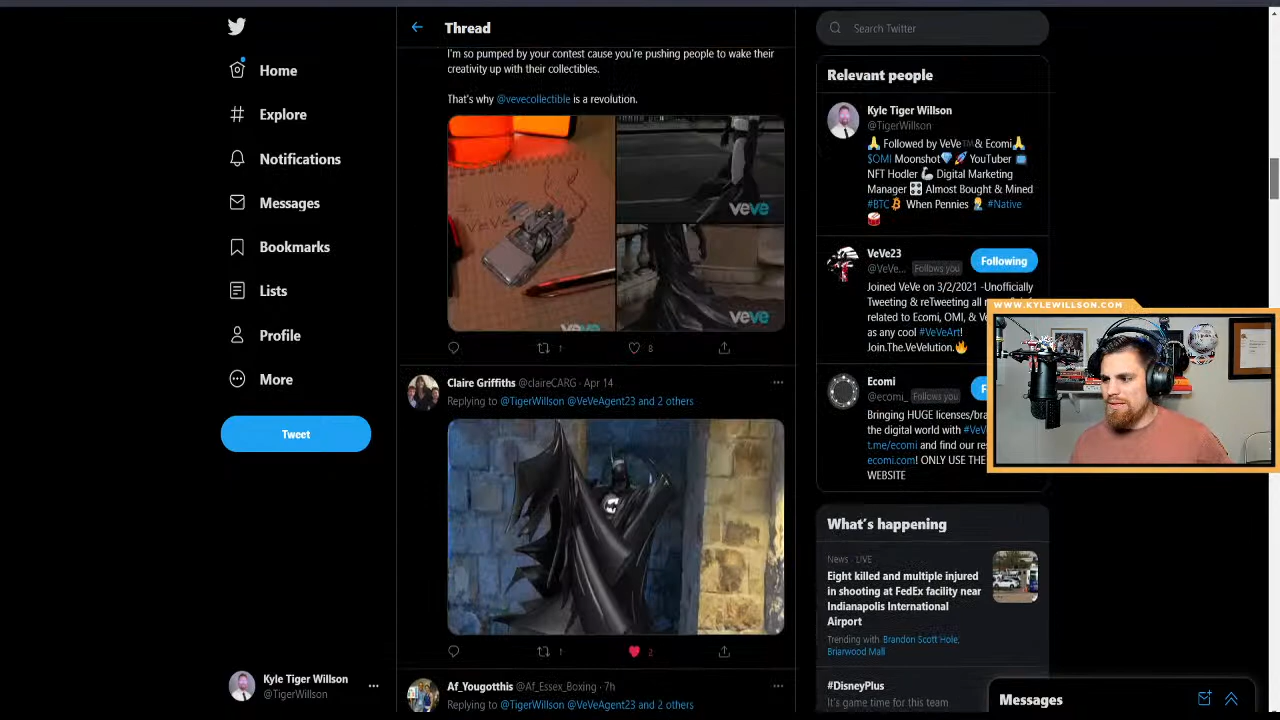 Thread
Search Twitter
Home
Explore
Notifications
Messages
Bookmarks
Lists
Profile
More
Tweet
Kyle Tiger Willson
@TigerWillson
I'm so pumped by your contest cause you're pushing people to wake their
creativity up with their collectibles.
That's why @vevecollectible is a revolution.
VEVE
VEVE
1
8
Claire Griffiths @claireCARG · Apr 14
Replying to @TigerWillson @VeVeAgent23 and 2 others
1
2
Af_Yougotthis @Af_Essex_Boxing · 7h
Replying to @TigerWillson @VeVeAgent23 and 2 others
Relevant people
Kyle Tiger Willson
@TigerWillson
🙏 Followed by VeVe™️& Ecomi🙏
$OMI Moonshot💎🚀 YouTuber
NFT Hodler 💪 Digital Marketing
Manager 🎛 Almost Bought & Mined
#BTC When Pennies 🤦‍♂️ #Native
🪘
VeVe23
@VeVe... Follows you
Following
Joined VeVe on 3/2/2021 -Unofficially
Tweeting & reTweeting all
related to Ecomi, OMI, & Ve
as any cool #VeVeArt!
Join.The.VeVelution.🔥
Ecomi
@ecomi_ Follows you
F
Bringing HUGE licenses/bra
the digital world with #VeV
t.me/ecomi and find our res
ecomi.com! ONLY USE THE
WEBSITE
WWW.KYLEWILLSON.COM
What's happening
News · LIVE
Eight killed and multiple injured
in shooting at FedEx facility near
Indianapolis International
Airport
Trending with Brandon Scott Hole,
Briarwood Mall
#DisneyPlus
It's game time for this team
Messages